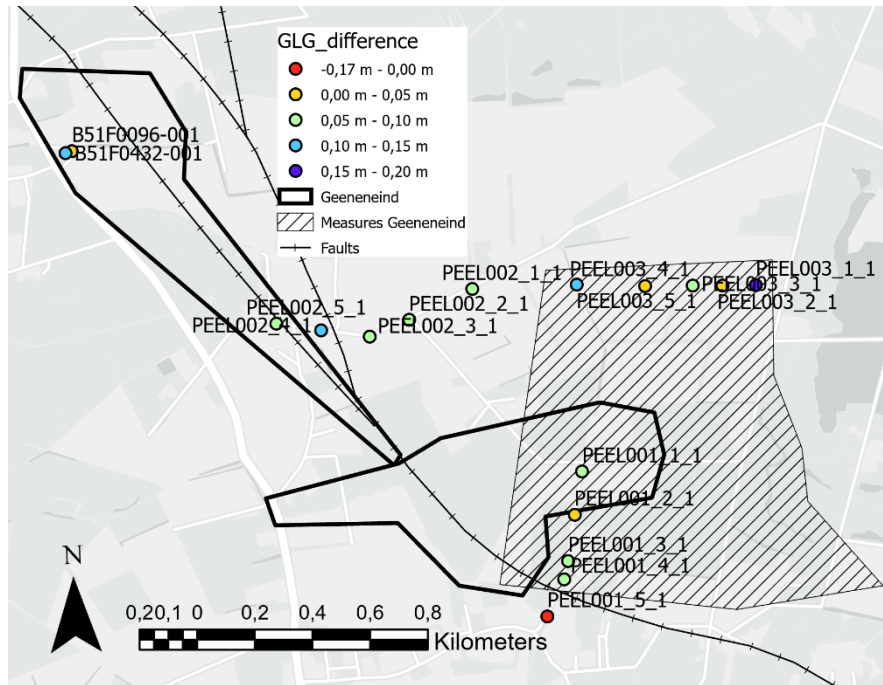 GLG_difference
-0,17 m - 0,00 m
0,00 m - 0,05 m
0,05 m - 0,10 m
0,10 m - 0,15 m
0,15 m - 0,20 m
Geeneneind
Measures Geeneneind
Faults
B51F0096-001
B51F0432-001
PEEL002_1_1
PEEL003_4_1
PEEL003_1_1
PEEL003_3_1
PEEL003_5_1
PEEL003_2_1
PEEL002_5_1
PEEL002_2_1
PEEL002_4_1
PEEL002_3_1
PEEL001_1_1
PEEL001_2_1
PEEL001_3_1
PEEL001_4_1
PEEL001_5_1
N
0,20,1 0 0,2 0,4 0,6 0,8
Kilometers